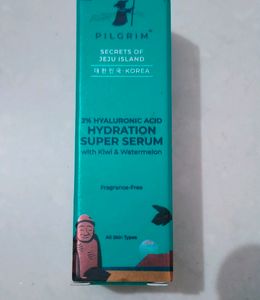 PILGRIM
SECRETS OF
JEJU ISLAND
대한민국 - KOREA
2% HYALURONIC ACID
HYDRATION
SUPER SERUM
with Kiwi & Watermelon
Fragrance-Free
All Skin Types